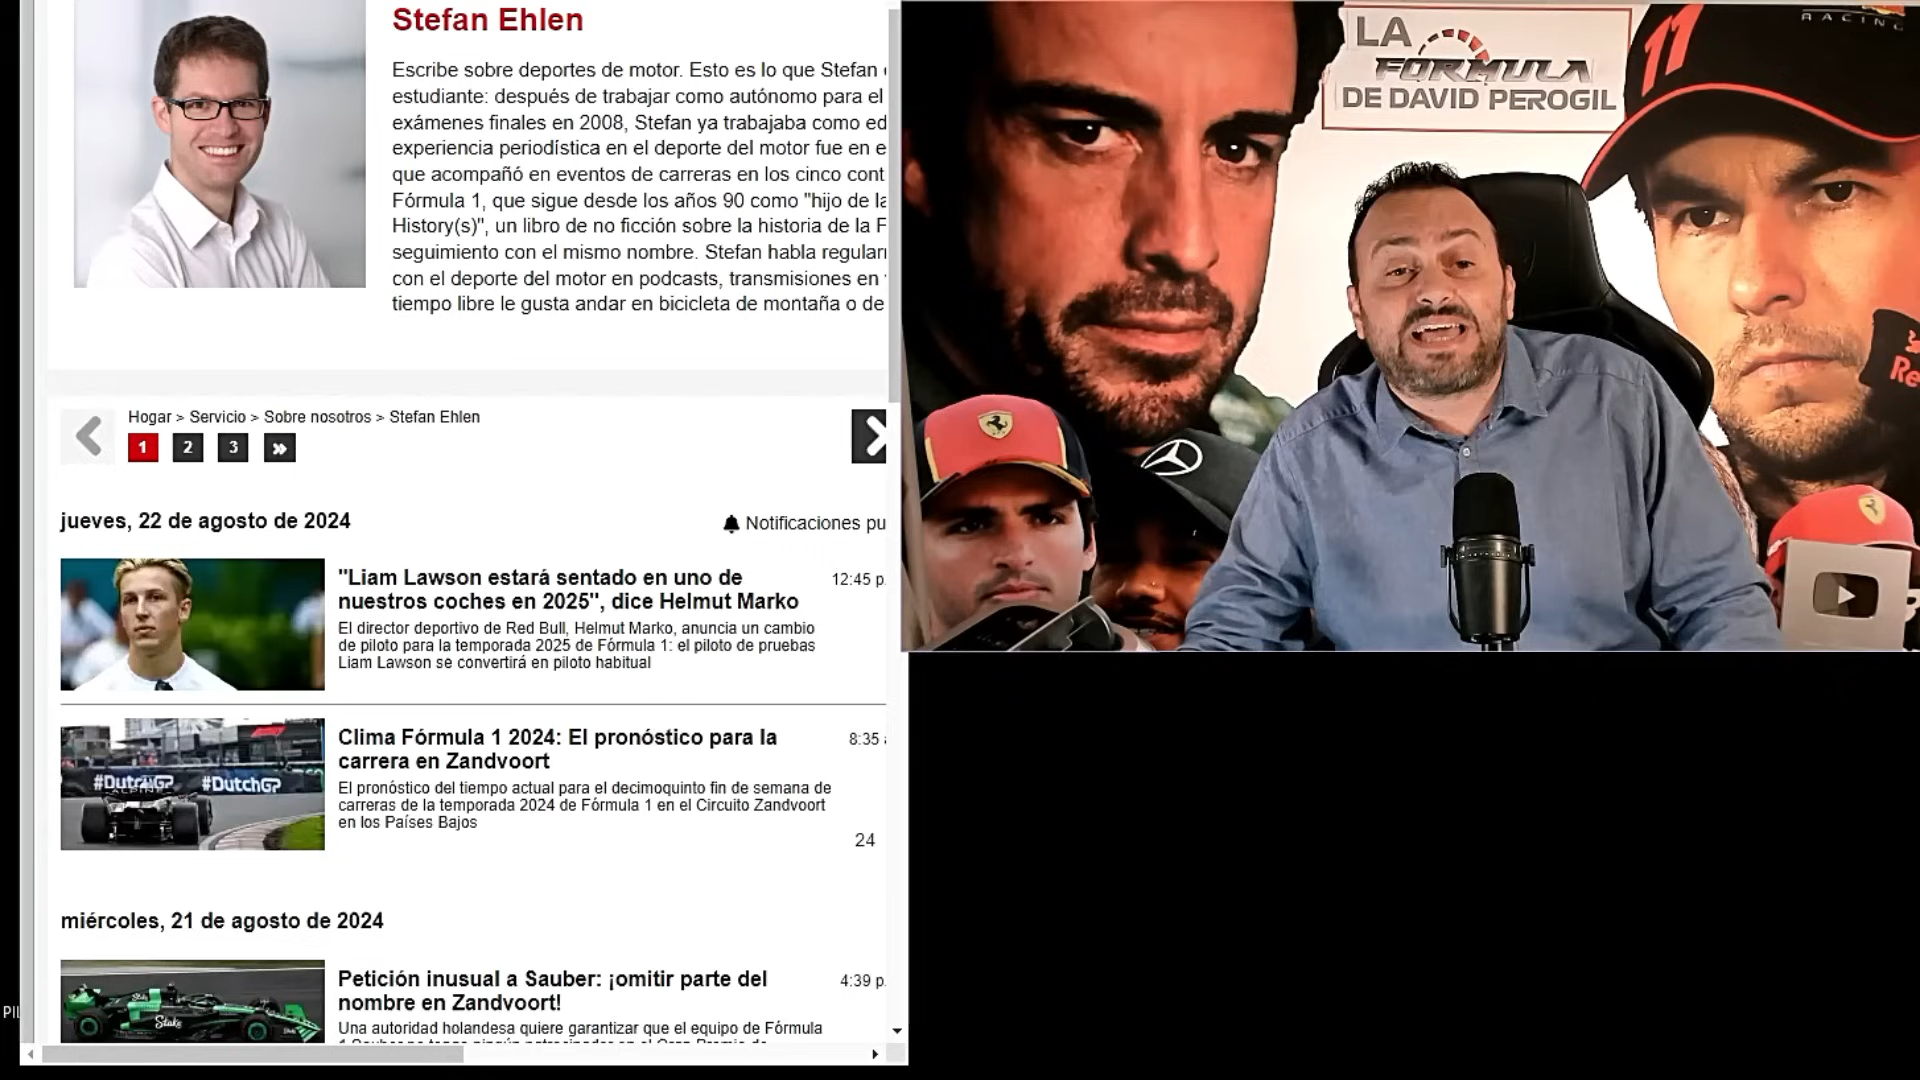 Stefan Ehlen
Escribe sobre deportes de motor. Esto es lo que Stefan
estudiante: después de trabajar como autónomo para el
exámenes finales en 2008, Stefan ya trabajaba como ed
experiencia periodística en el deporte del motor fue en e
que acompañó en eventos de carreras en los cinco cont
Fórmula 1, que sigue desde los años 90 como "hijo de la
History(s)", un libro de no ficción sobre la historia de la F
seguimiento con el mismo nombre. Stefan habla regular
con el deporte del motor en podcasts, transmisiones en
tiempo libre le gusta andar en bicicleta de montaña o de
Hogar > Servicio > Sobre nosotros > Stefan Ehlen
1 2 3 »
jueves, 22 de agosto de 2024
Notificaciones pu
"Liam Lawson estará sentado en uno de
nuestros coches en 2025", dice Helmut Marko
12:45 p.
El director deportivo de Red Bull, Helmut Marko, anuncia un cambio
de piloto para la temporada 2025 de Fórmula 1: el piloto de pruebas
Liam Lawson se convertirá en piloto habitual
Clima Fórmula 1 2024: El pronóstico para la
carrera en Zandvoort
8:35
El pronóstico del tiempo actual para el decimoquinto fin de semana de
carreras de la temporada 2024 de Fórmula 1 en el Circuito Zandvoort
en los Países Bajos
24
#DutchGP #DutchGP
miércoles, 21 de agosto de 2024
Petición inusual a Sauber: ¡omitir parte del
nombre en Zandvoort!
4:39 p.
Una autoridad holandesa quiere garantizar que el equipo de Fórmula
Stake
PIL
LA
FÓRMULA
DE DAVID PEROGIL
11
RACING
Re